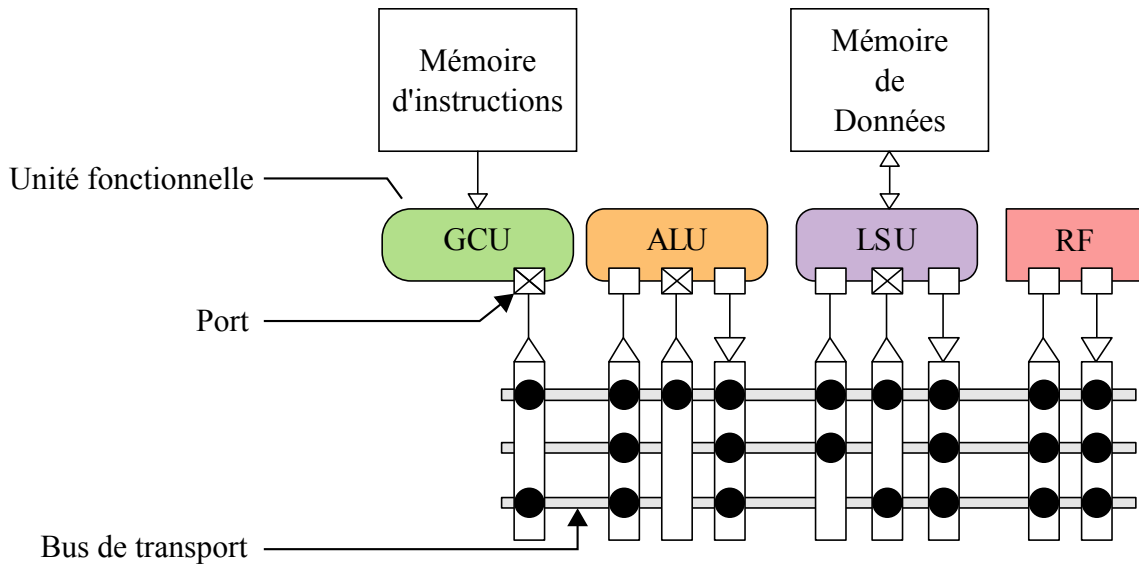 Mémoire
d'instructions
Mémoire
de
Données
Unité fonctionnelle
GCU
ALU
LSU
RF
Port
Bus de transport